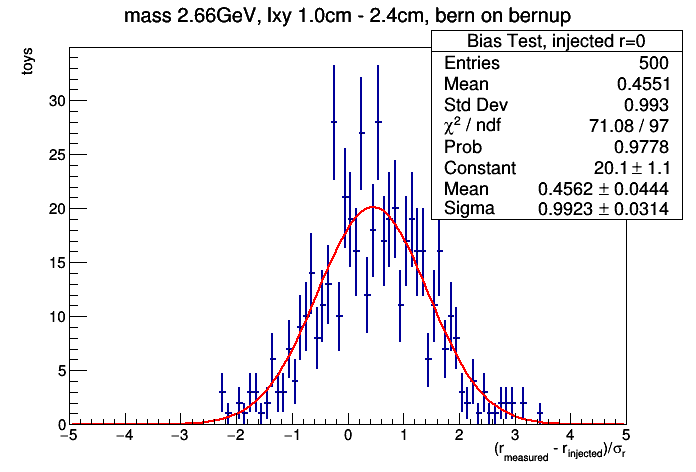 mass 2.66GeV, lxy 1.0cm - 2.4cm, bern on bernup
Bias Test, injected r=0
Entries 500
Mean 0.4551
Std Dev 0.993
χ² / ndf 71.08 / 97
Prob 0.9778
Constant 20.1 ± 1.1
Mean 0.4562 ± 0.0444
Sigma 0.9923 ± 0.0314
toys
30
25
20
15
10
5
0
−5 −4 −3 −2 −1 0 1 2 3 4 5
(r_measured - r_injected)/σ_r